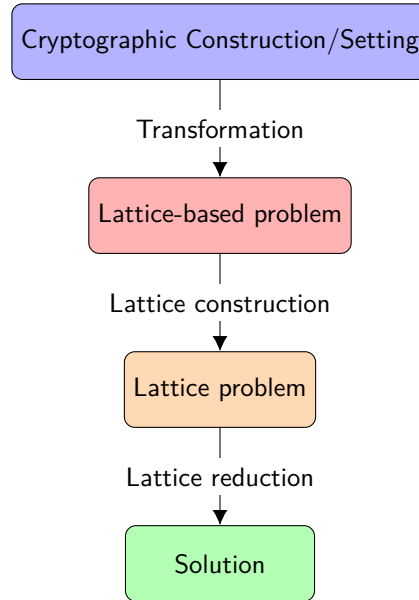 Cryptographic Construction/Setting
Transformation
Lattice-based problem
Lattice construction
Lattice problem
Lattice reduction
Solution